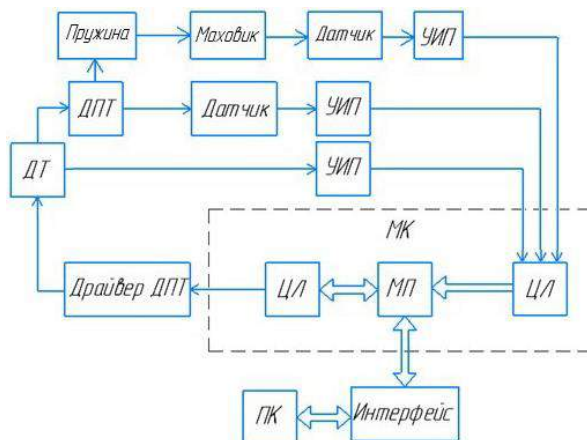 Пружина
Маховик
Датчик
УИП
ДПТ
Датчик
УИП
ДТ
УИП
МК
Драйвер ДПТ
ЦЛ
МП
ЦЛ
ПК
Интерфейс